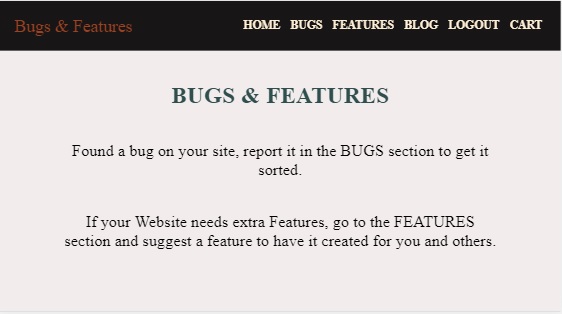 Bugs & Features HOME BUGS FEATURES BLOG LOGOUT CART
BUGS & FEATURES
Found a bug on your site, report it in the BUGS section to get it
sorted.
If your Website needs extra Features, go to the FEATURES
section and suggest a feature to have it created for you and others.